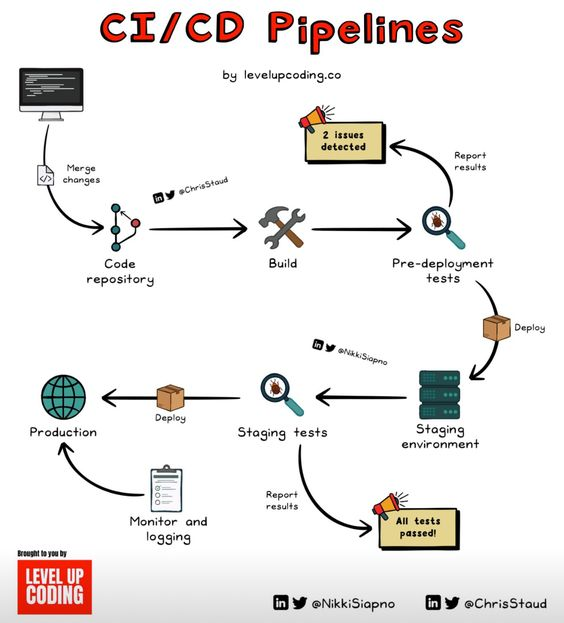 CI/CD Pipelines
by levelupcoding.co
2 issues
detected
Report
results
Merge
changes
@ChrisStaud
Code
repository
Build
Pre-deployment
tests
Deploy
@NikkiSiapno
Production
Deploy
Staging tests
Staging
environment
Monitor and
logging
Report
results
All tests
passed!
Brought to you by
LEVEL UP
CODING
@NikkiSiapno
@ChrisStaud